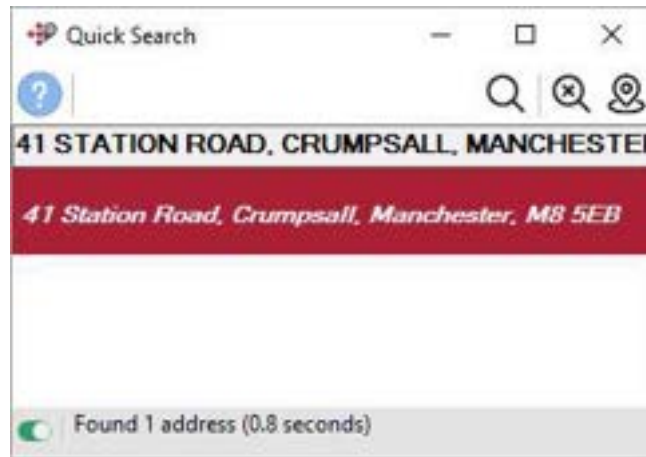 Quick Search
?
41 STATION ROAD, CRUMPSALL, MANCHESTE
41 Station Road, Crumpsall, Manchester, M8 5EB
Found 1 address (0.8 seconds)